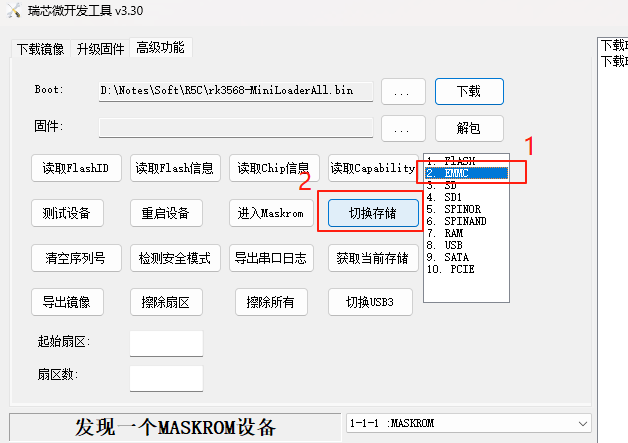 瑞芯微开发工具 v3.30
下载镜像 升级固件 高级功能
下载
下载
Boot: D:\Notes\Soft\R5C\rk3568-MiniLoaderAll.bin ... 下载
固件: ... 解包
1
读取FlashID 读取Flash信息 读取Chip信息 读取Capability
2
测试设备 重启设备 进入Maskrom 切换存储
清空序列号 检测安全模式 导出串口日志 获取当前存储
导出镜像 擦除扇区 擦除所有 切换USB3
1. FlASH
2. EMMC
3. SD
4. SD1
5. SPINOR
6. SPINAND
7. RAM
8. USB
9. SATA
10. PCIE
起始扇区:
扇区数:
发现一个MASKROM设备 1-1-1 :MASKROM